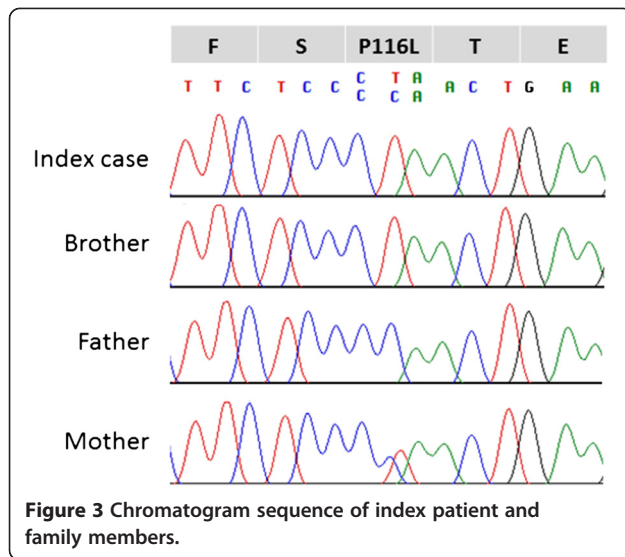 F S P116L T E
C T A
T T C T C C A C T G A A
C C A
Index case
Brother
Father
Mother
Figure 3 Chromatogram sequence of index patient and
family members.